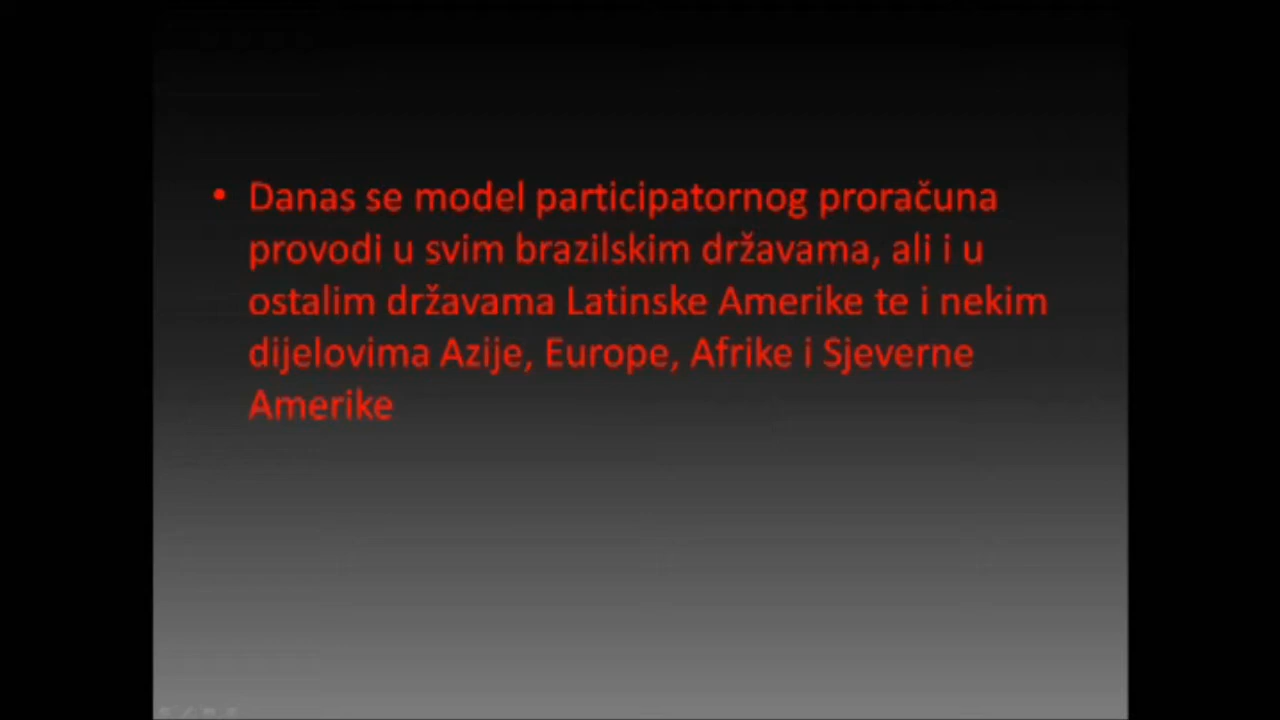 • Danas se model participatornog proračuna
provodi u svim brazilskim državama, ali i u
ostalim državama Latinske Amerike te i nekim
dijelovima Azije, Europe, Afrike i Sjeverne
Amerike